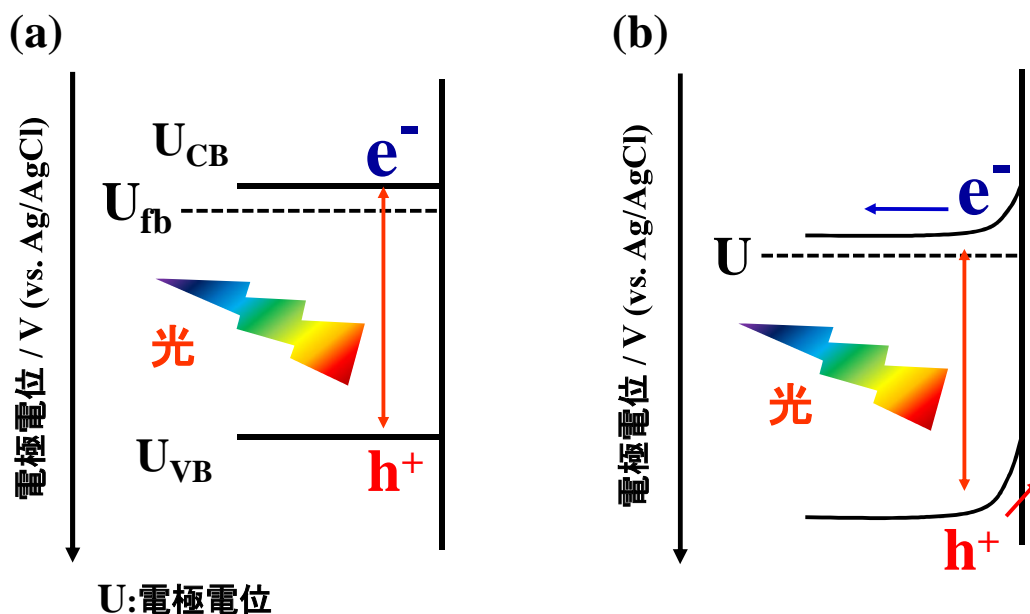 (a)
電極電位 / V (vs. Ag/AgCl)
U_CB
e⁻
U_fb
光
U_VB
h⁺
U:電極電位
(b)
電極電位 / V (vs. Ag/AgCl)
e⁻
U
光
h⁺